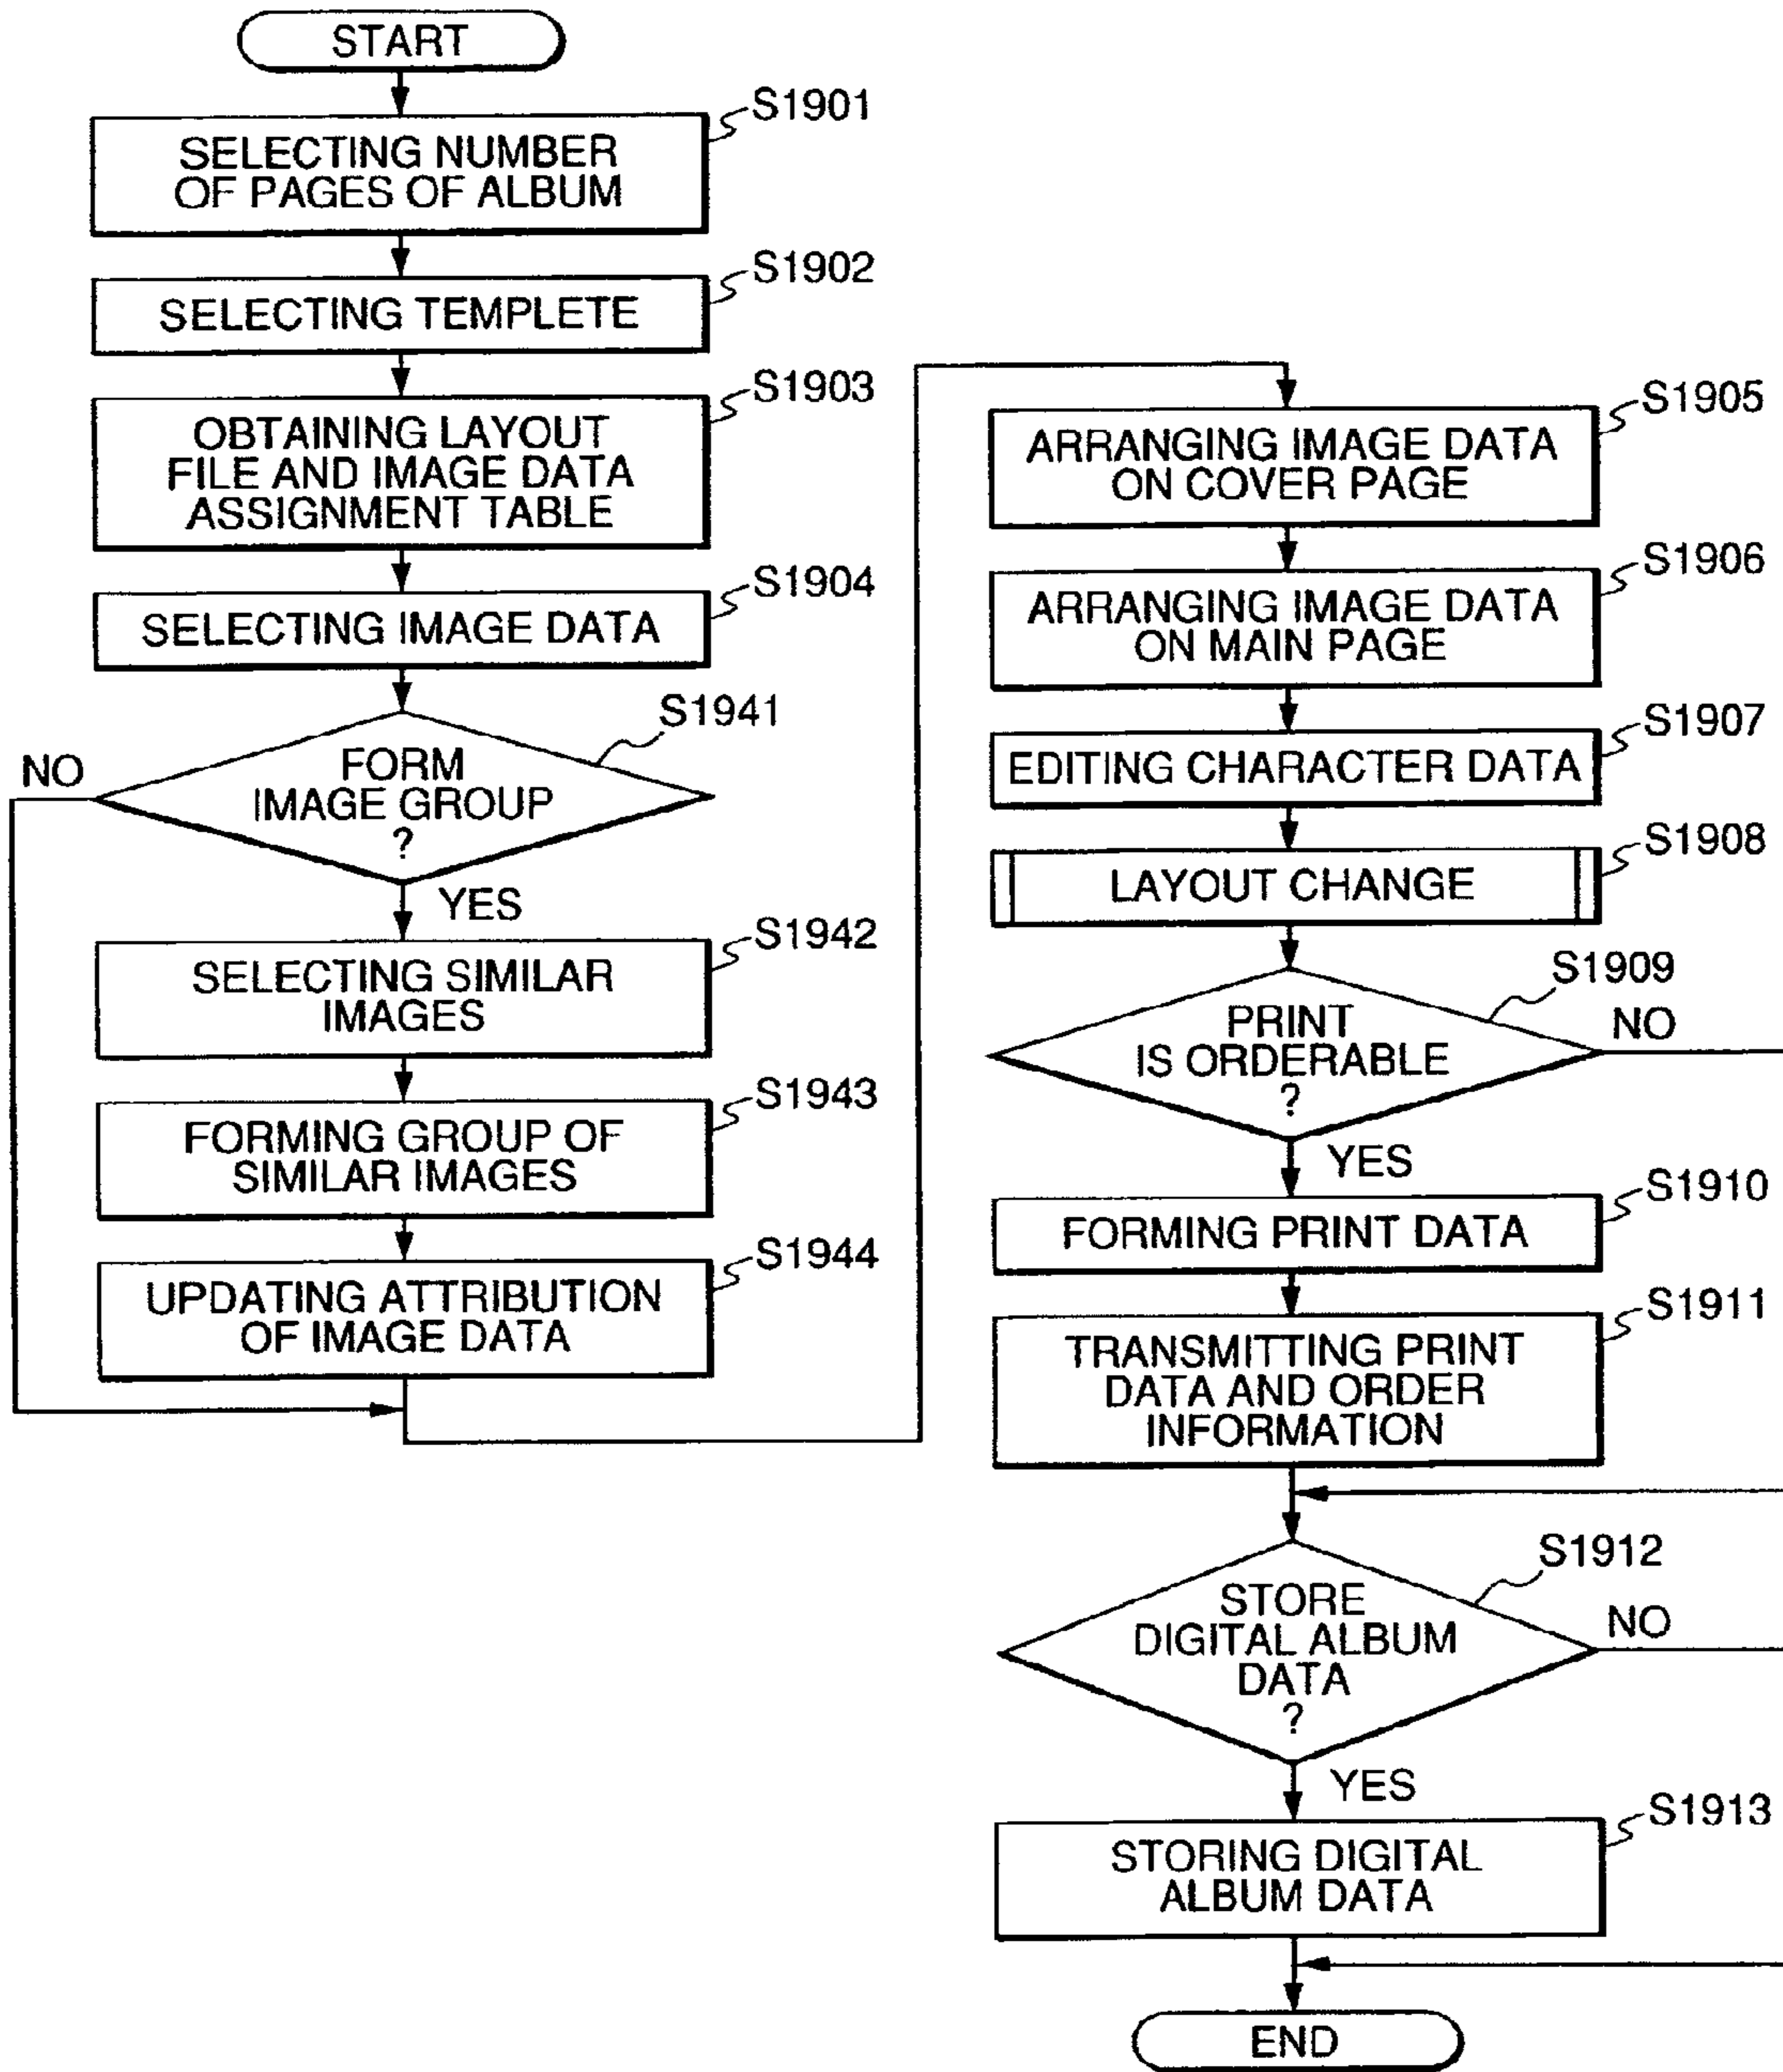 START
S1901
SELECTING NUMBER
OF PAGES OF ALBUM
S1902
SELECTING TEMPLETE
S1903
OBTAINING LAYOUT
FILE AND IMAGE DATA
ASSIGNMENT TABLE
S1904
SELECTING IMAGE DATA
S1941
NO
FORM
IMAGE GROUP
?
YES
S1942
SELECTING SIMILAR
IMAGES
S1943
FORMING GROUP OF
SIMILAR IMAGES
S1944
UPDATING ATTRIBUTION
OF IMAGE DATA
S1905
ARRANGING IMAGE DATA
ON COVER PAGE
S1906
ARRANGING IMAGE DATA
ON MAIN PAGE
S1907
EDITING CHARACTER DATA
S1908
LAYOUT CHANGE
S1909
PRINT
IS ORDERABLE
?
NO
YES
S1910
FORMING PRINT DATA
S1911
TRANSMITTING PRINT
DATA AND ORDER
INFORMATION
S1912
STORE
DIGITAL ALBUM
DATA
?
NO
YES
S1913
STORING DIGITAL
ALBUM DATA
END